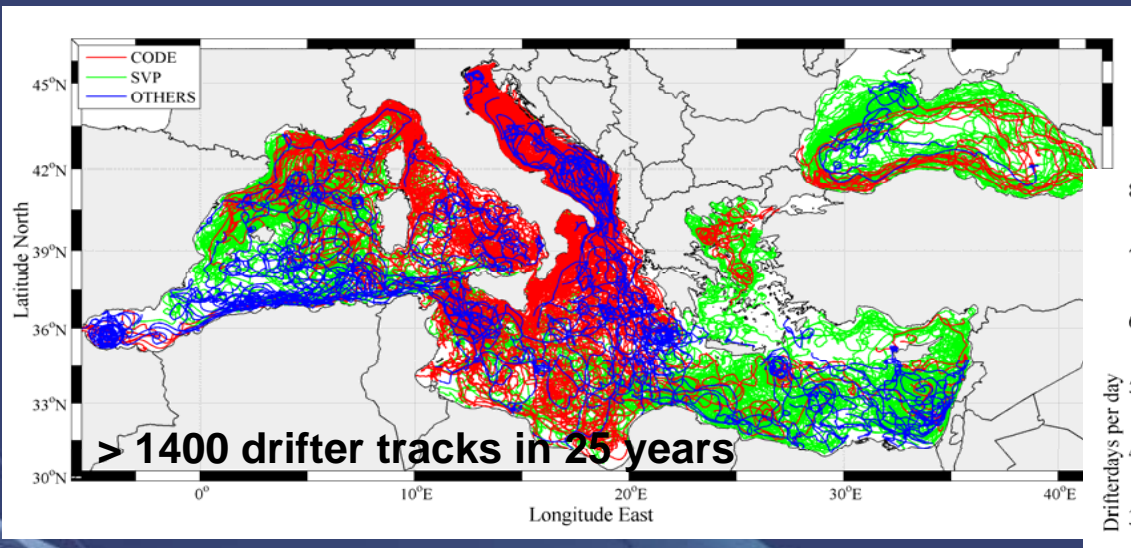 CODE
SVP
OTHERS
45°N
42°N
39°N
36°N
33°N
30°N
Latitude North
> 1400 drifter tracks in 25 years
0° 10°E 20°E 30°E 40°E
Longitude East
Drifterdays per day